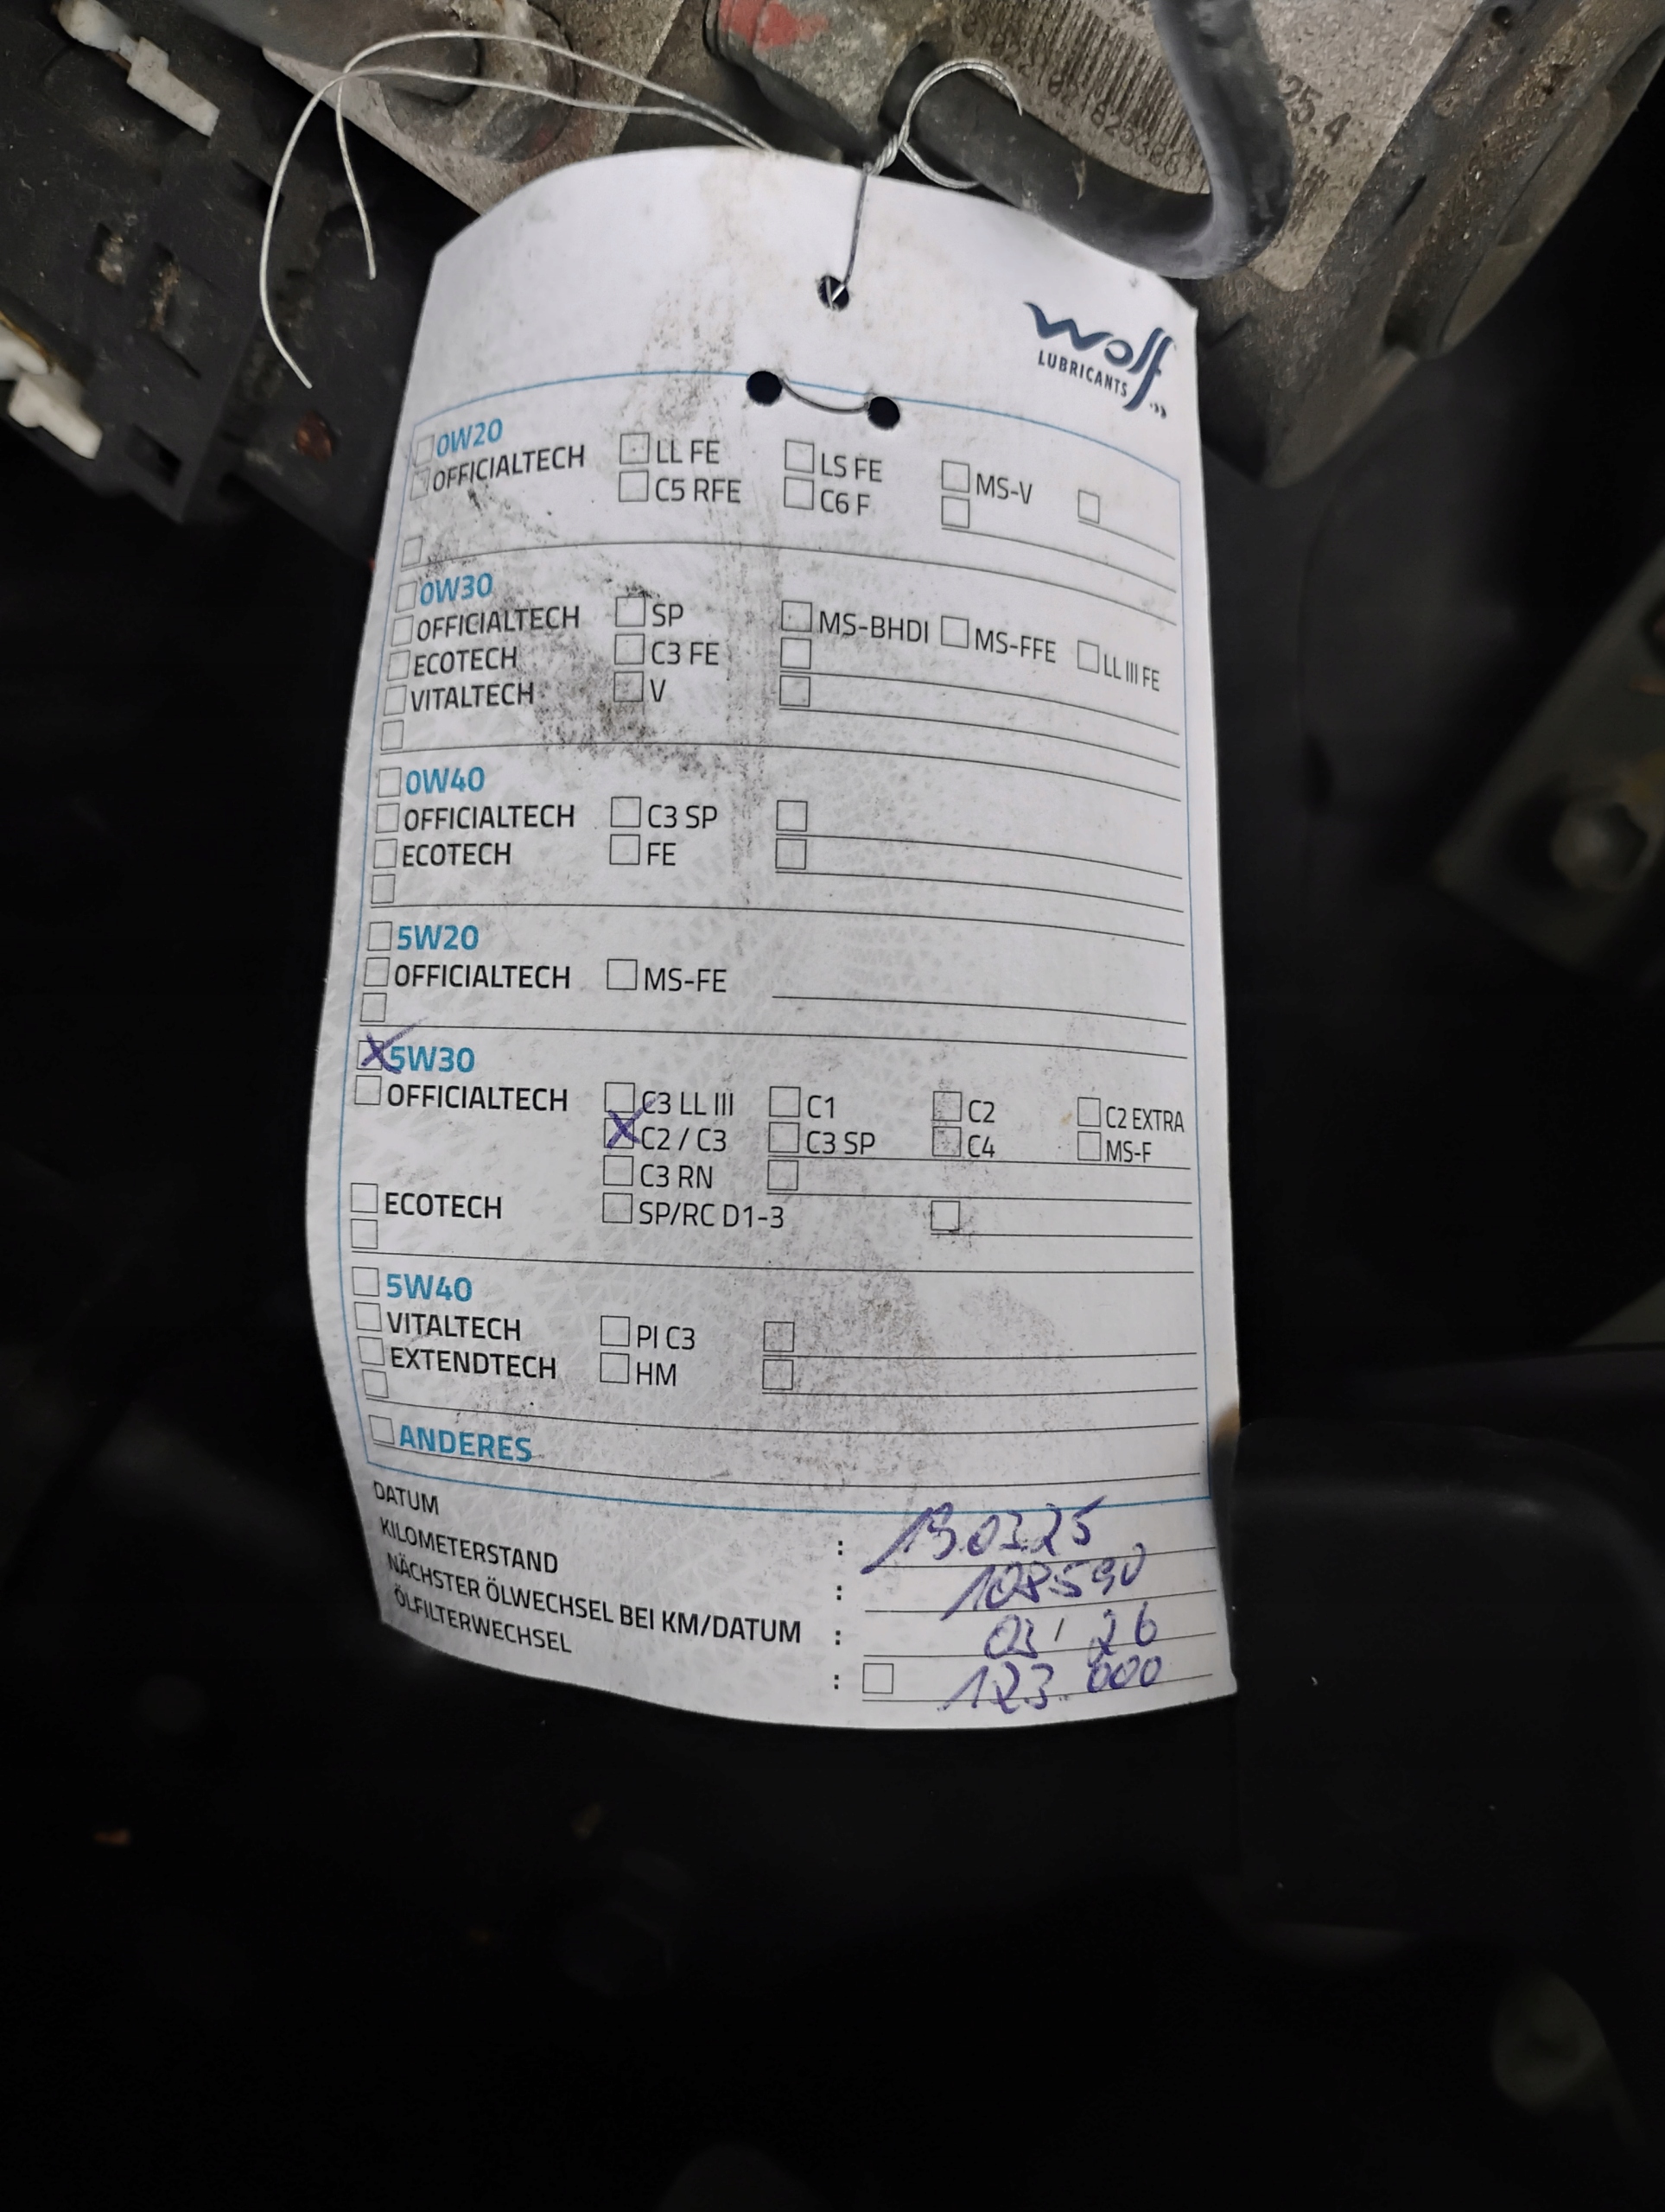 25.4
wolf
LUBRICANTS
0W20
OFFICIALTECH LL FE LS FE MS-V
C5 RFE C6 F
0W30
OFFICIALTECH SP MS-BHDI MS-FFE LL III FE
ECOTECH C3 FE
VITALTECH V
0W40
OFFICIALTECH C3 SP
ECOTECH FE
5W20
OFFICIALTECH MS-FE
X 5W30
OFFICIALTECH C3 LL III C1 C2 C2 EXTRA
X C2 / C3 C3 SP C4 MS-F
C3 RN
ECOTECH SP/RC D1-3
5W40
VITALTECH PI C3
EXTENDTECH HM
ANDERES
DATUM :
KILOMETERSTAND : 108590
NÄCHSTER ÖLWECHSEL BEI KM/DATUM : 03/26
ÖLFILTERWECHSEL : 123.000